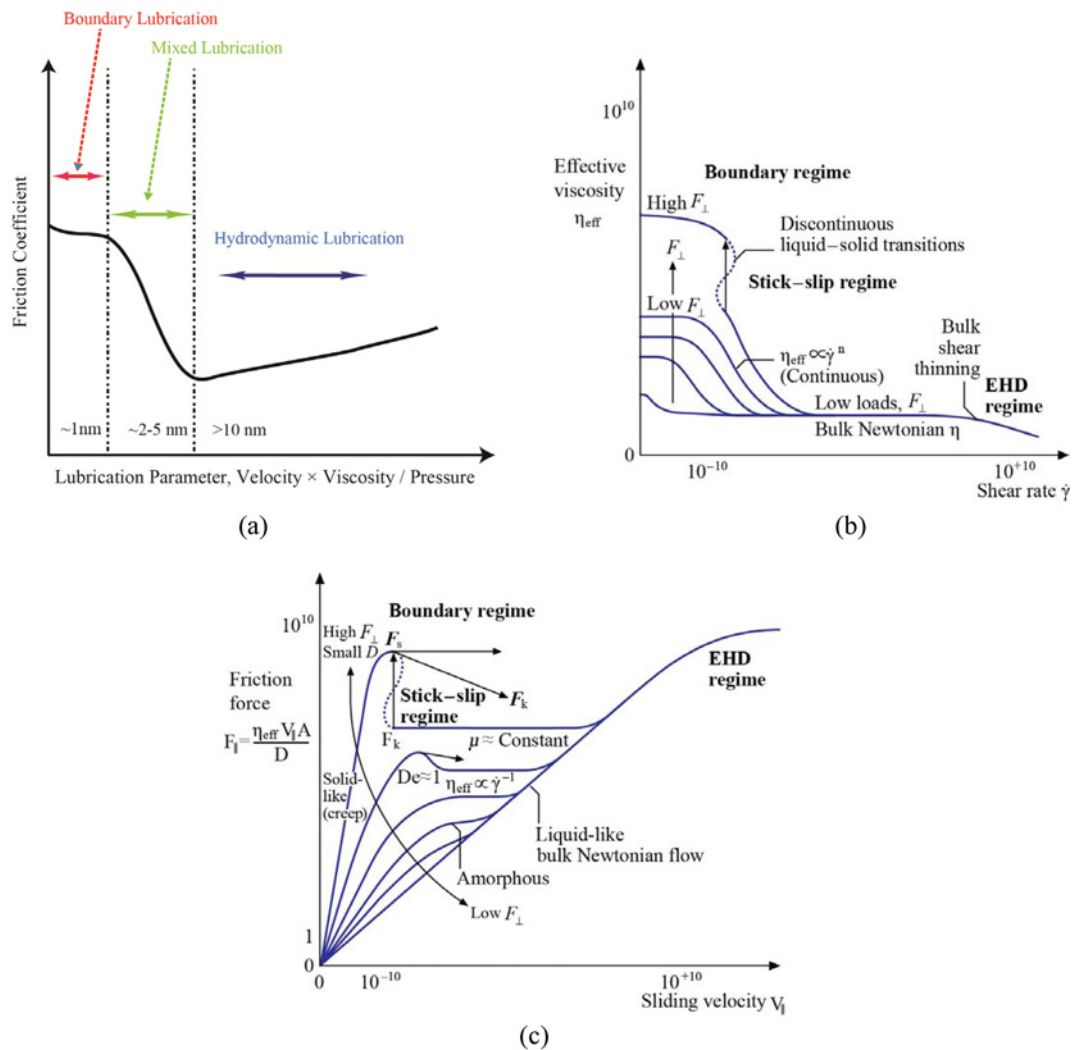 (a)
Boundary Lubrication
Mixed Lubrication
Hydrodynamic Lubrication
Friction Coefficient
~1nm
~2-5 nm
>10 nm
Lubrication Parameter, Velocity × Viscosity / Pressure
(a)
10¹⁰
Effective
viscosity
η_eff
Boundary regime
High F⊥
Discontinuous
liquid–solid transitions
F⊥
Stick–slip regime
Low F⊥
η_eff ∝ γ̇ⁿ
(Continuous)
Bulk
shear
thinning
EHD
regime
Low loads, F⊥
Bulk Newtonian η
0
10⁻¹⁰
10⁺¹⁰
Shear rate γ̇
(b)
10¹⁰
Boundary regime
High F⊥
Small D
Fₛ
EHD
regime
Friction
force
F∥ = η_eff V∥ A / D
Stick–slip
regime
Fₖ
Fₖ
μ ≈ Constant
De≈1
η_eff ∝ γ̇⁻¹
Solid-
like
(creep)
Liquid-like
bulk Newtonian flow
Amorphous
Low F⊥
1
0
0
10⁻¹⁰
10⁺¹⁰
Sliding velocity V∥
(c)